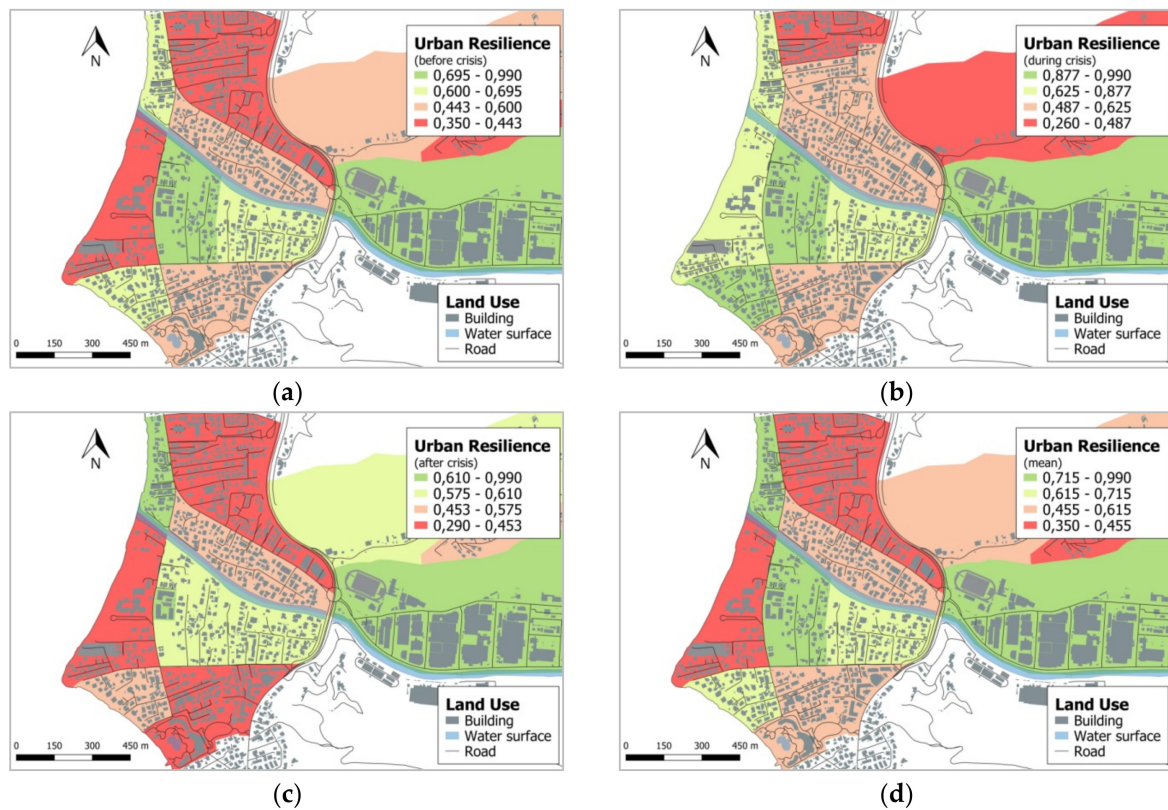 N
Urban Resilience
(before crisis)
0,695 - 0,990
0,600 - 0,695
0,443 - 0,600
0,350 - 0,443
Land Use
Building
Water surface
Road
0 150 300 450 m
(a)
N
Urban Resilience
(during crisis)
0,877 - 0,990
0,625 - 0,877
0,487 - 0,625
0,260 - 0,487
Land Use
Building
Water surface
Road
0 150 300 450 m
(b)
N
Urban Resilience
(after crisis)
0,610 - 0,990
0,575 - 0,610
0,453 - 0,575
0,290 - 0,453
Land Use
Building
Water surface
Road
0 150 300 450 m
(c)
N
Urban Resilience
(mean)
0,715 - 0,990
0,615 - 0,715
0,455 - 0,615
0,350 - 0,455
Land Use
Building
Water surface
Road
0 150 300 450 m
(d)